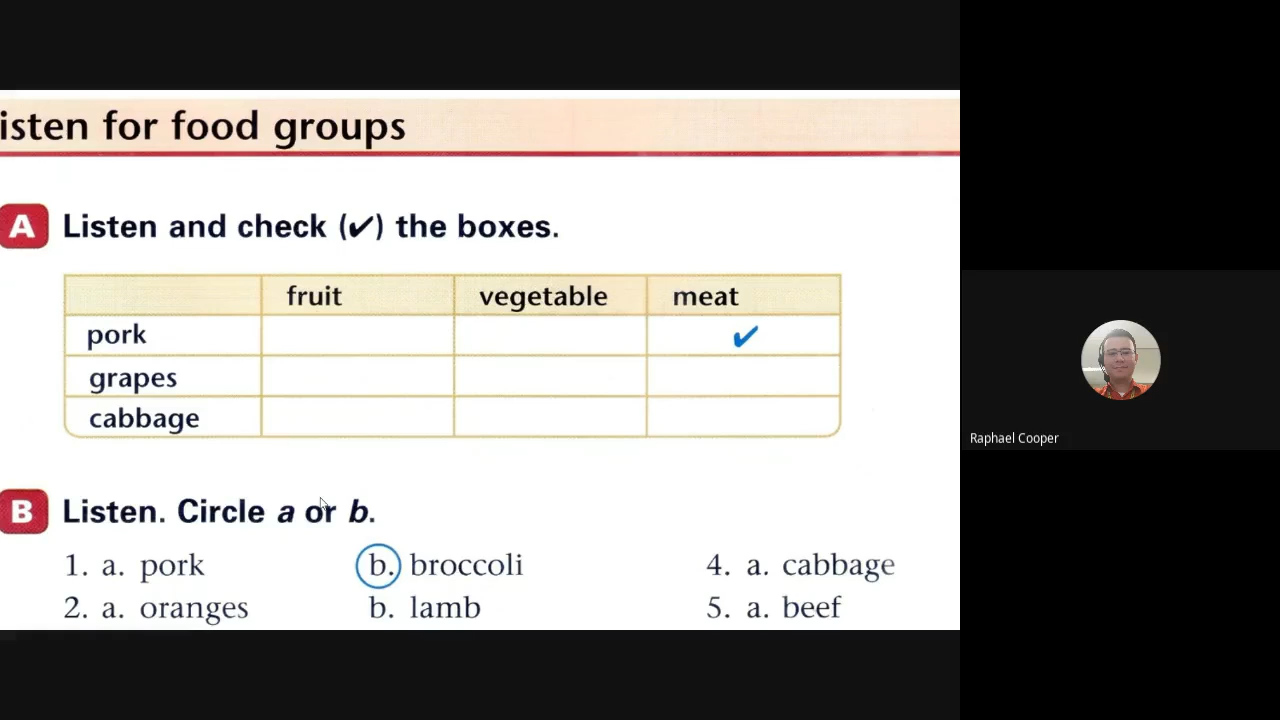 isten for food groups
A Listen and check (✔) the boxes.
fruit vegetable meat
pork ✔
grapes
cabbage
B Listen. Circle a or b.
1. a. pork b. broccoli 4. a. cabbage
2. a. oranges b. lamb 5. a. beef
Raphael Cooper